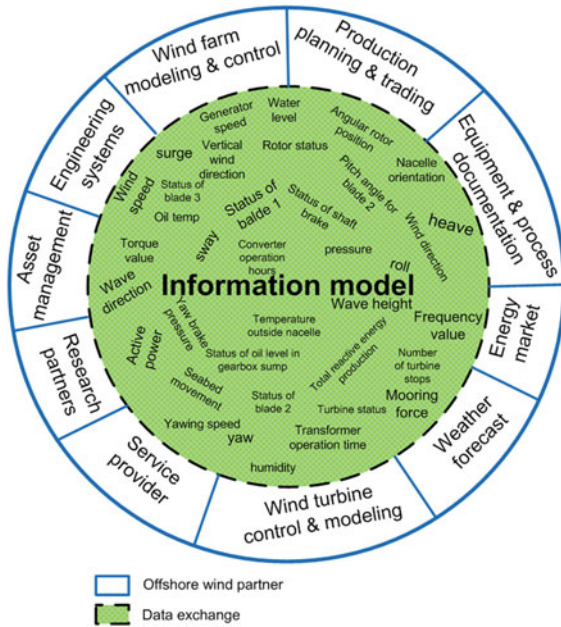 Wind farm
modeling & control
Production
planning & trading
Equipment & process
documentation
Energy
market
Weather
forecast
Wind turbine
control & modeling
Service
provider
Research
partners
Asset
management
Engineering
systems
Generator
speed
Water
level
Angular rotor
position
surge
Vertical
wind
direction
Rotor status
Pitch angle for
blade 2
Nacelle
orientation
Wind
speed
Status of
blade 3
Status of
balde 1
Status of shaft
brake
Oil temp
Wind direction
heave
Torque
value
sway
Converter
operation
hours
pressure
roll
Wave
direction
Information model
Wave height
Yaw brake
pressure
Temperature
outside nacelle
Frequency
value
Active
power
Status of oil level in
gearbox sump
Total reactive energy
production
Number
of turbine
stops
Seabed
movement
Status of
blade 2
Turbine status
Mooring
force
Yawing speed
yaw
Transformer
operation time
humidity
Offshore wind partner
Data exchange